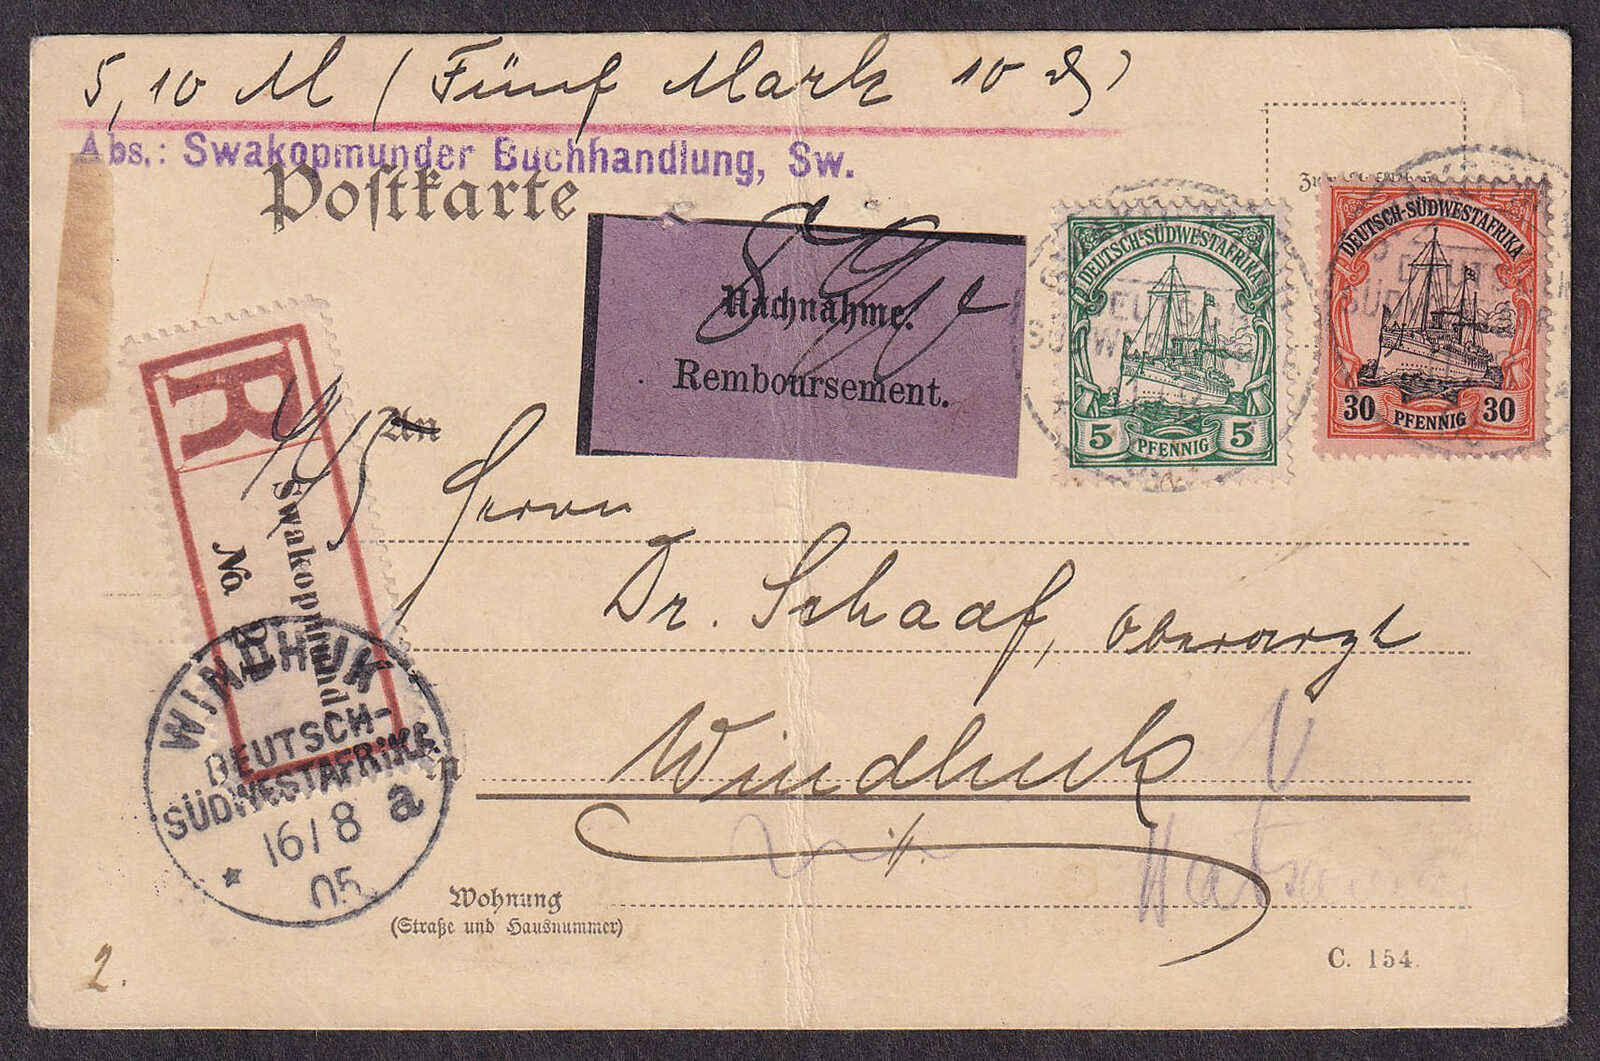 5,10 M (Fünf Mark 10 ₰)
Abs.: Swakopmunder Buchhandlung, Sw.
Postkarte
Nachnahme.
Remboursement.
DEUTSCH-SÜDWESTAFRIKA
5 PFENNIG 5
DEUTSCH-SÜDWESTAFRIKA
30 PFENNIG 30
R
Swakopmund
No.
An
Herrn
Dr. Schaaf, Oberarzt
in
Windhuk
WINDHUK
DEUTSCH-
SÜDWESTAFRIKA
16/8 a
05
Wohnung
(Straße und Hausnummer)
C. 154.
2.